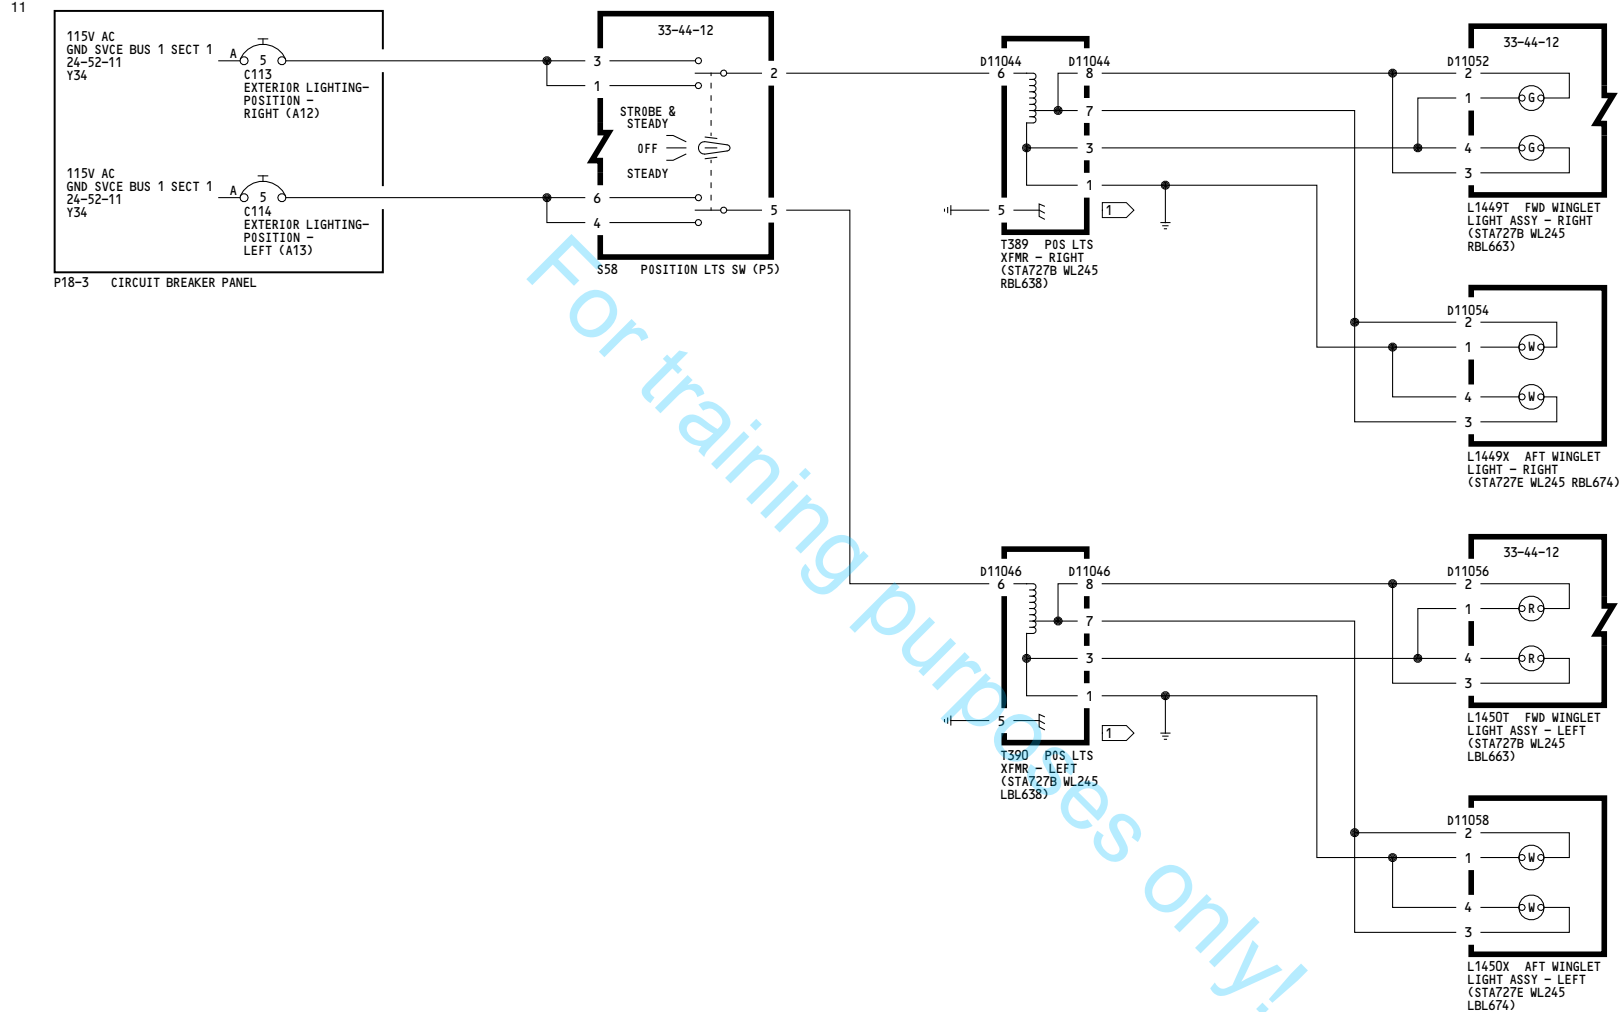 11
115V AC
GND SVCE BUS 1 SECT 1
24-52-11
Y34
A
5
C113
EXTERIOR LIGHTING-
POSITION -
RIGHT (A12)
115V AC
GND SVCE BUS 1 SECT 1
24-52-11
Y34
A
5
C114
EXTERIOR LIGHTING-
POSITION -
LEFT (A13)
P18-3 CIRCUIT BREAKER PANEL
33-44-12
3
1
2
STROBE &
STEADY
OFF
STEADY
6
4
5
S58 POSITION LTS SW (P5)
D11044 D11044
6 8
7
3
1
5
1
T389 POS LTS
XFMR - RIGHT
(STA727B WL245
RBL638)
33-44-12
D11052
2
1 G
4 G
3
L1449T FWD WINGLET
LIGHT ASSY - RIGHT
(STA727B WL245
RBL663)
D11054
2
1 W
4 W
3
L1449X AFT WINGLET
LIGHT - RIGHT
(STA727E WL245 RBL674)
D11046 D11046
6 8
7
3
1
5
1
T390 POS LTS
XFMR - LEFT
(STA727B WL245
LBL638)
33-44-12
D11056
2
1 R
4 R
3
L1450T FWD WINGLET
LIGHT ASSY - LEFT
(STA727B WL245
LBL663)
D11058
2
1 W
4 W
3
L1450X AFT WINGLET
LIGHT ASSY - LEFT
(STA727E WL245
LBL674)
For training purposes only!